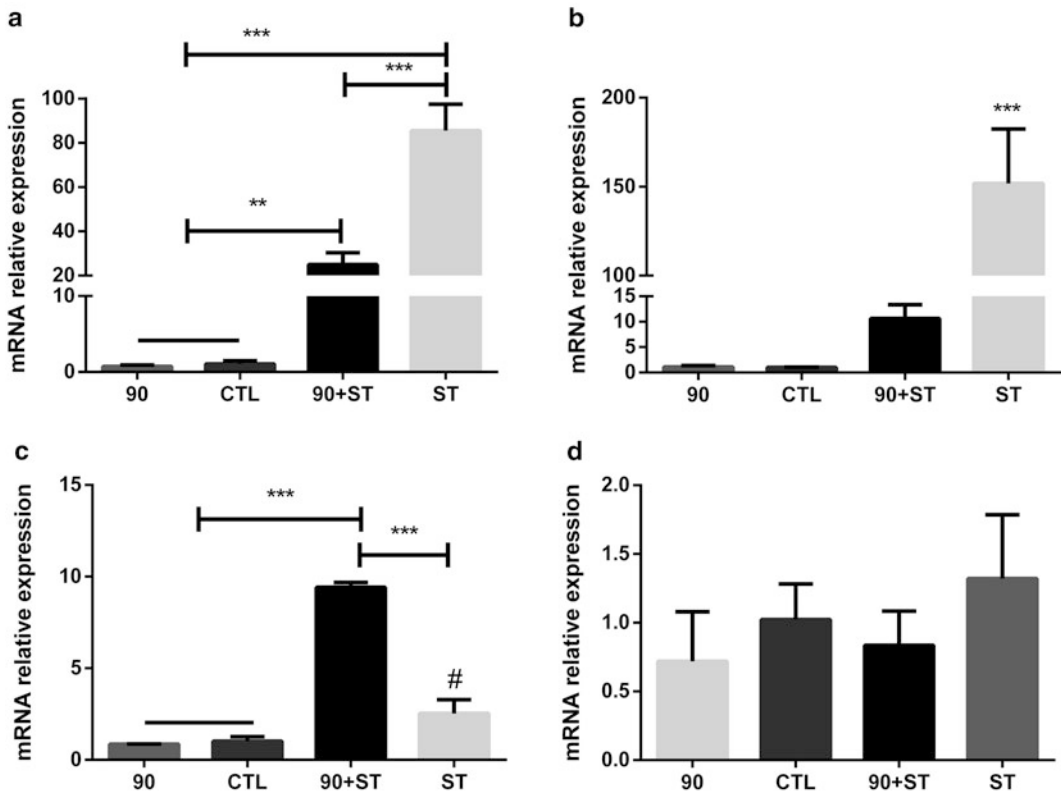 a
***
***
**
mRNA relative expression
100
80
60
40
20
10
0
90
CTL
90+ST
ST
b
***
mRNA relative expression
200
150
100
15
10
5
0
90
CTL
90+ST
ST
c
***
***
#
mRNA relative expression
15
10
5
0
90
CTL
90+ST
ST
d
mRNA relative expression
2.0
1.5
1.0
0.5
0.0
90
CTL
90+ST
ST